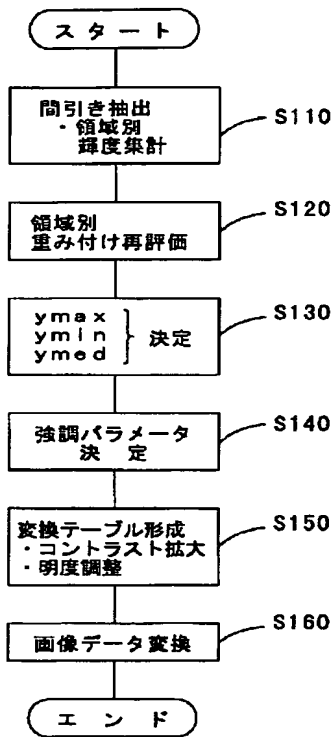 スタート
間引き抽出
・領域別
輝度集計
S110
領域別
重み付け再評価
S120
ymax
ymin
ymed
決定
S130
強調パラメータ
決定
S140
変換テーブル形成
・コントラスト拡大
・明度調整
S150
画像データ変換
S160
エンド